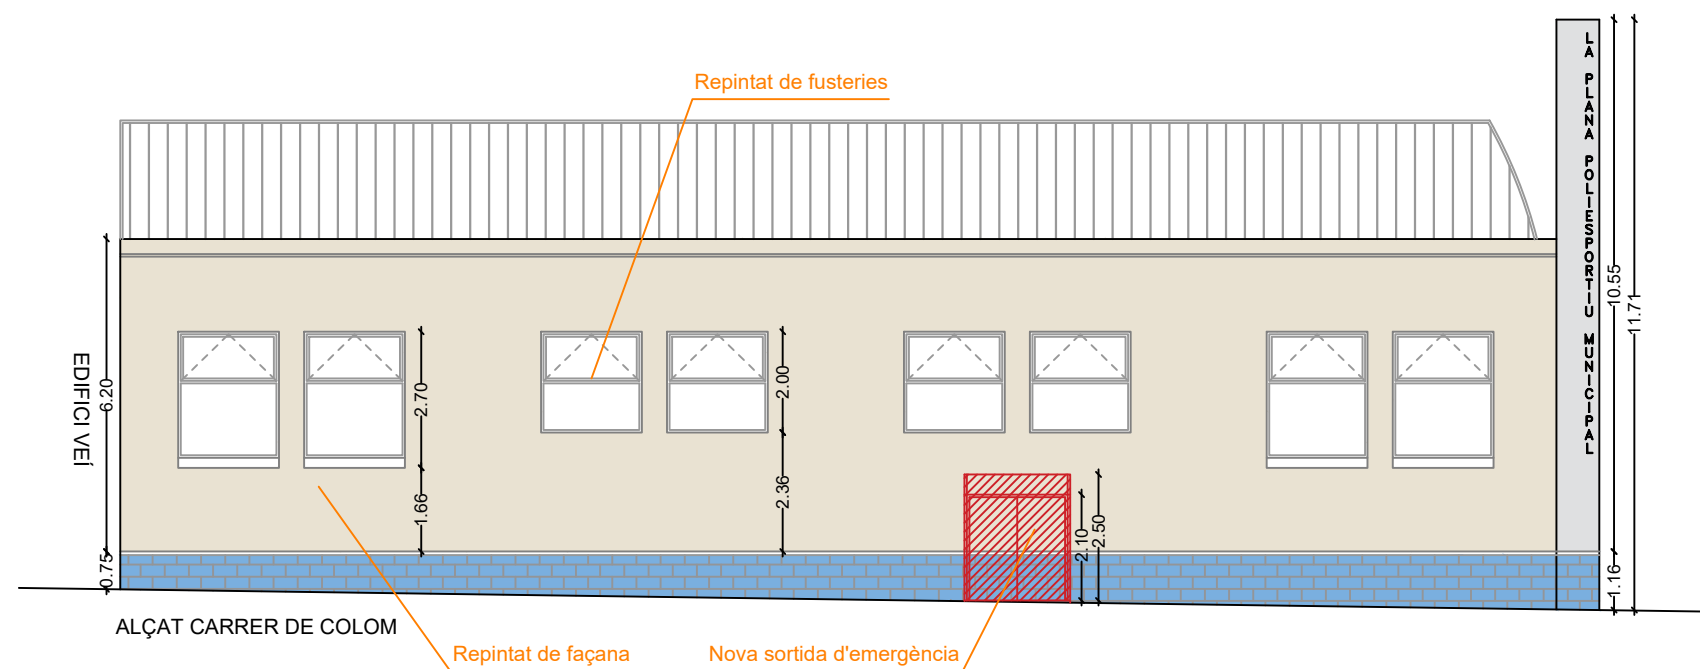 Repintat de fusteries
LA PLANA POLIESPORTIU MUNICIPAL
10.55
11.71
EDIFICI VEÍ
6.20
2.70
2.00
1.66
2.36
2.10
2.50
0.75
1.16
ALÇAT CARRER DE COLOM
Repintat de façana
Nova sortida d'emergència